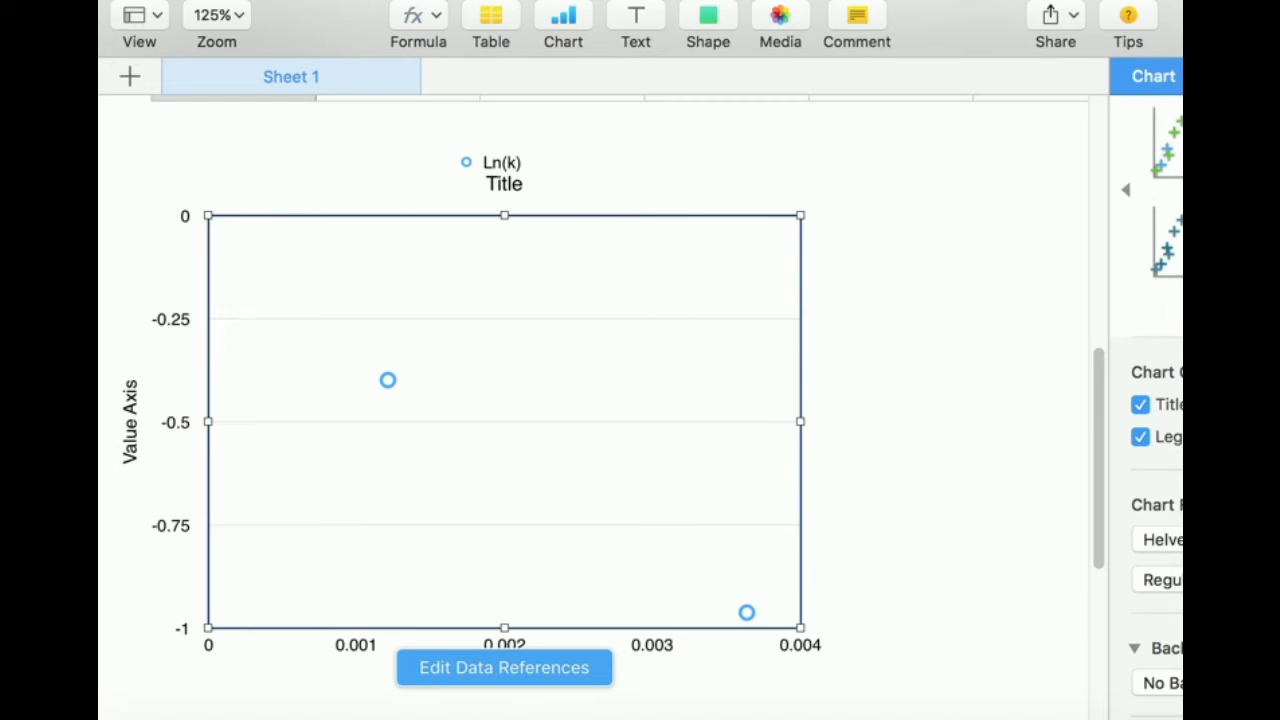 125%
View
Zoom
Formula
Table
Chart
Text
Shape
Media
Comment
Share
Tips
Sheet 1
Chart
Ln(k)
Title
0
-0.25
-0.5
-0.75
-1
Value Axis
0 0.001 0.002 0.003 0.004
Edit Data References
Chart
Title
Leg
Chart
Helve
Regu
Bac
No Ba